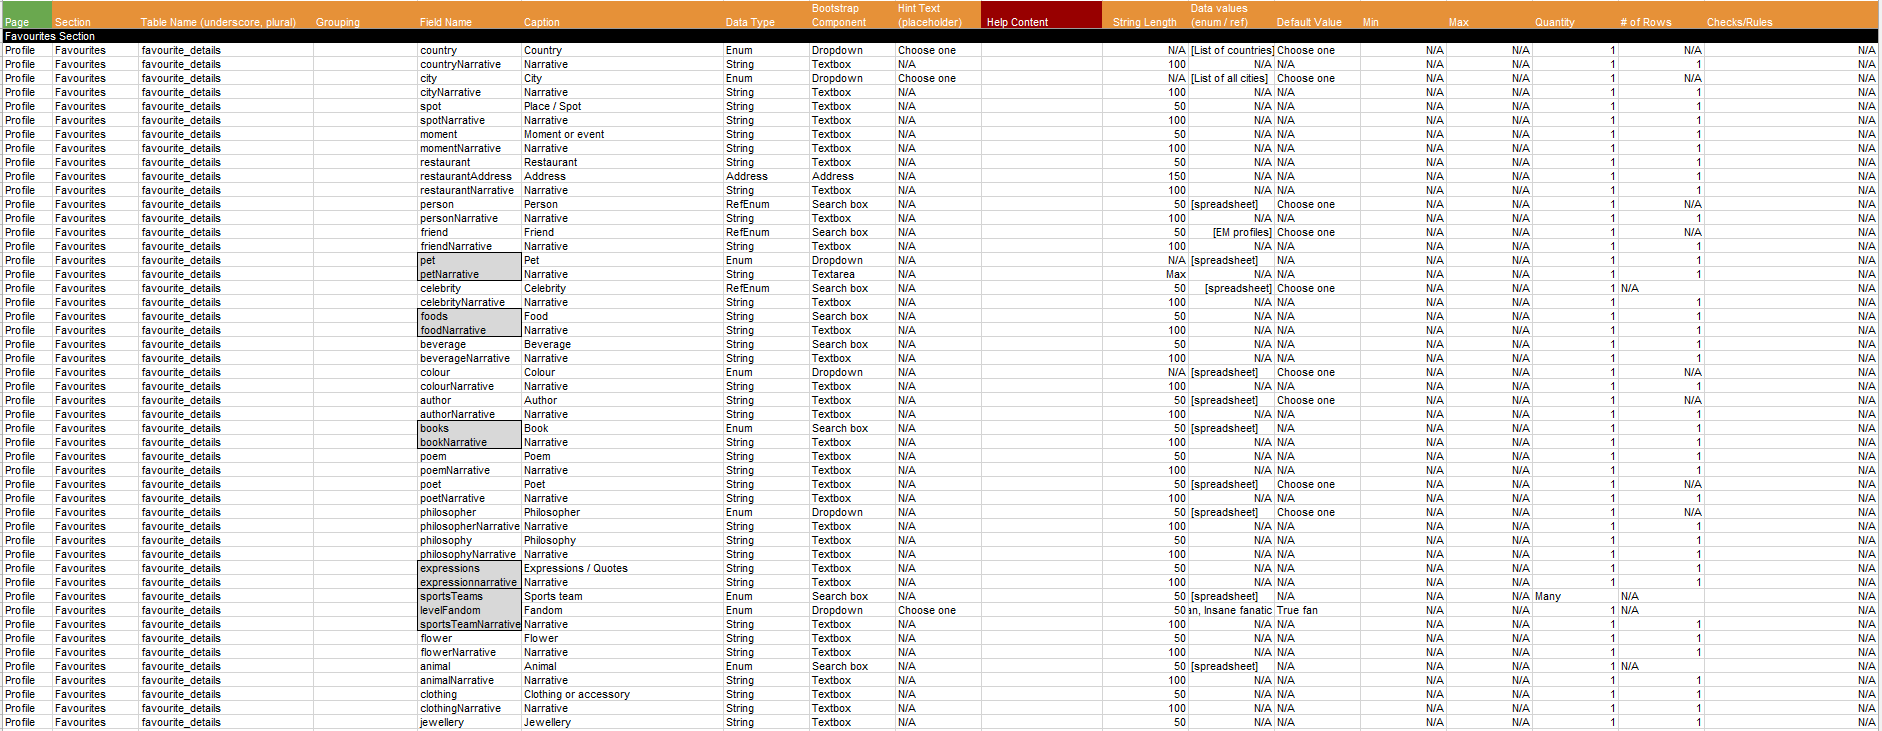 Bootstrap Hint Text Data values
Page Section Table Name (underscore, plural) Grouping Field Name Caption Data Type Component (placeholder) Help Content String Length (enum / ref) Default Value Min Max Quantity # of Rows Checks/Rules
Favourites Section
Profile Favourites favourite_details country Country Enum Dropdown Choose one N/A [List of countries] Choose one N/A N/A 1 N/A N/A
Profile Favourites favourite_details countryNarrative Narrative String Textbox N/A 100 N/A N/A N/A N/A 1 1 N/A
Profile Favourites favourite_details city City Enum Dropdown Choose one N/A [List of all cities] Choose one N/A N/A 1 N/A N/A
Profile Favourites favourite_details cityNarrative Narrative String Textbox N/A 100 N/A N/A N/A N/A 1 1 N/A
Profile Favourites favourite_details spot Place / Spot String Textbox N/A 50 N/A N/A N/A N/A 1 1 N/A
Profile Favourites favourite_details spotNarrative Narrative String Textbox N/A 100 N/A N/A N/A N/A 1 1 N/A
Profile Favourites favourite_details moment Moment or event String Textbox N/A 50 N/A N/A N/A N/A 1 1 N/A
Profile Favourites favourite_details momentNarrative Narrative String Textbox N/A 100 N/A N/A N/A N/A 1 1 N/A
Profile Favourites favourite_details restaurant Restaurant String Textbox N/A 50 N/A N/A N/A N/A 1 1 N/A
Profile Favourites favourite_details restaurantAddress Address Address Address N/A 150 N/A N/A N/A N/A 1 1 N/A
Profile Favourites favourite_details restaurantNarrative Narrative String Textbox N/A 100 N/A N/A N/A N/A 1 1 N/A
Profile Favourites favourite_details person Person RefEnum Search box N/A 50 [spreadsheet] Choose one N/A N/A 1 N/A N/A
Profile Favourites favourite_details personNarrative Narrative String Textbox N/A 100 N/A N/A N/A N/A 1 1 N/A
Profile Favourites favourite_details friend Friend RefEnum Search box N/A 50 [EM profiles] Choose one N/A N/A 1 N/A N/A
Profile Favourites favourite_details friendNarrative Narrative String Textbox N/A 100 N/A N/A N/A N/A 1 1 N/A
Profile Favourites favourite_details pet Pet Enum Dropdown N/A N/A [spreadsheet] N/A N/A N/A 1 1 N/A
Profile Favourites favourite_details petNarrative Narrative String Textarea N/A Max N/A N/A N/A N/A 1 1 N/A
Profile Favourites favourite_details celebrity Celebrity RefEnum Search box N/A 50 [spreadsheet] Choose one N/A N/A 1 N/A N/A
Profile Favourites favourite_details celebrityNarrative Narrative String Textbox N/A 100 N/A N/A N/A N/A 1 1 N/A
Profile Favourites favourite_details foods Food String Search box N/A 50 N/A N/A N/A N/A 1 1 N/A
Profile Favourites favourite_details foodNarrative Narrative String Textbox N/A 100 N/A N/A N/A N/A 1 1 N/A
Profile Favourites favourite_details beverage Beverage String Search box N/A 50 N/A N/A N/A N/A 1 1 N/A
Profile Favourites favourite_details beverageNarrative Narrative String Textbox N/A 100 N/A N/A N/A N/A 1 1 N/A
Profile Favourites favourite_details colour Colour Enum Dropdown N/A N/A [spreadsheet] Choose one N/A N/A 1 N/A N/A
Profile Favourites favourite_details colourNarrative Narrative String Textbox N/A 100 N/A N/A N/A N/A 1 1 N/A
Profile Favourites favourite_details author Author String Textbox N/A 50 [spreadsheet] Choose one N/A N/A 1 N/A N/A
Profile Favourites favourite_details authorNarrative Narrative String Textbox N/A 100 N/A N/A N/A N/A 1 1 N/A
Profile Favourites favourite_details books Book Enum Search box N/A 50 [spreadsheet] N/A N/A N/A 1 1 N/A
Profile Favourites favourite_details bookNarrative Narrative String Textbox N/A 100 N/A N/A N/A N/A 1 1 N/A
Profile Favourites favourite_details poem Poem String Textbox N/A 50 N/A N/A N/A N/A 1 1 N/A
Profile Favourites favourite_details poemNarrative Narrative String Textbox N/A 100 N/A N/A N/A N/A 1 1 N/A
Profile Favourites favourite_details poet Poet String Textbox N/A 50 [spreadsheet] Choose one N/A N/A 1 N/A N/A
Profile Favourites favourite_details poetNarrative Narrative String Textbox N/A 100 N/A N/A N/A N/A 1 1 N/A
Profile Favourites favourite_details philosopher Philosopher Enum Dropdown N/A 50 [spreadsheet] Choose one N/A N/A 1 N/A N/A
Profile Favourites favourite_details philosopherNarrative Narrative String Textbox N/A 100 N/A N/A N/A N/A 1 1 N/A
Profile Favourites favourite_details philosophy Philosophy String Textbox N/A 50 N/A N/A N/A N/A 1 1 N/A
Profile Favourites favourite_details philosophyNarrative Narrative String Textbox N/A 100 N/A N/A N/A N/A 1 1 N/A
Profile Favourites favourite_details expressions Expressions / Quotes String Textbox N/A 50 N/A N/A N/A N/A 1 1 N/A
Profile Favourites favourite_details expressionnarrative Narrative String Textbox N/A 100 N/A N/A N/A N/A 1 1 N/A
Profile Favourites favourite_details sportsTeams Sports team Enum Search box N/A 50 [spreadsheet] N/A N/A N/A Many N/A N/A
Profile Favourites favourite_details levelFandom Fandom Enum Dropdown Choose one 50 an, Insane fanatic True fan N/A N/A 1 N/A N/A
Profile Favourites favourite_details sportsTeamNarrative Narrative String Textbox N/A 100 N/A N/A N/A N/A 1 1 N/A
Profile Favourites favourite_details flower Flower String Textbox N/A 50 N/A N/A N/A N/A 1 1 N/A
Profile Favourites favourite_details flowerNarrative Narrative String Textbox N/A 100 N/A N/A N/A N/A 1 1 N/A
Profile Favourites favourite_details animal Animal Enum Search box N/A 50 [spreadsheet] N/A N/A N/A 1 N/A N/A
Profile Favourites favourite_details animalNarrative Narrative String Textbox N/A 100 N/A N/A N/A N/A 1 1 N/A
Profile Favourites favourite_details clothing Clothing or accessory String Textbox N/A 50 N/A N/A N/A N/A 1 1 N/A
Profile Favourites favourite_details clothingNarrative Narrative String Textbox N/A 100 N/A N/A N/A N/A 1 1 N/A
Profile Favourites favourite_details jewellery Jewellery String Textbox N/A 50 N/A N/A N/A N/A 1 1 N/A